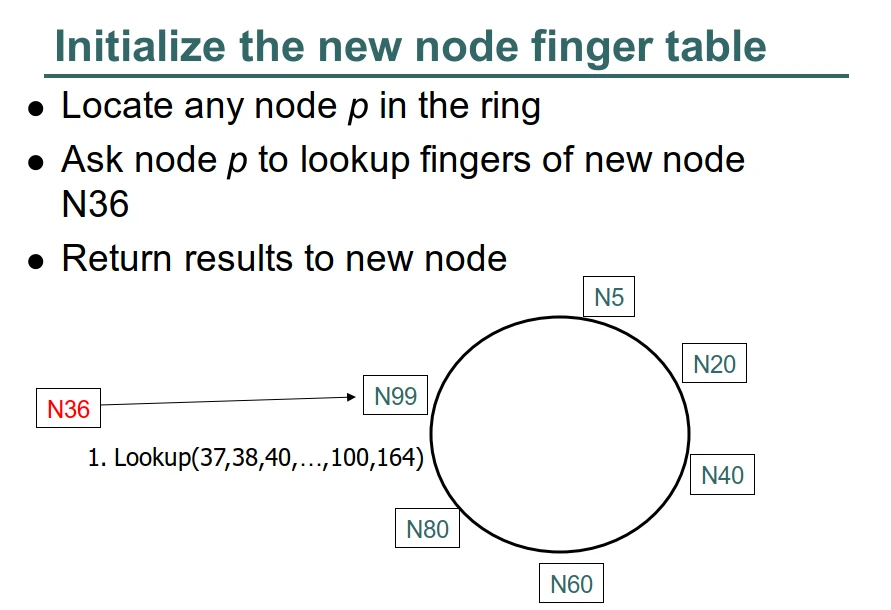 Initialize the new node finger table
● Locate any node p in the ring
● Ask node p to lookup fingers of new node
N36
● Return results to new node
N5
N20
N99
N36
1. Lookup(37,38,40,…,100,164)
N40
N80
N60